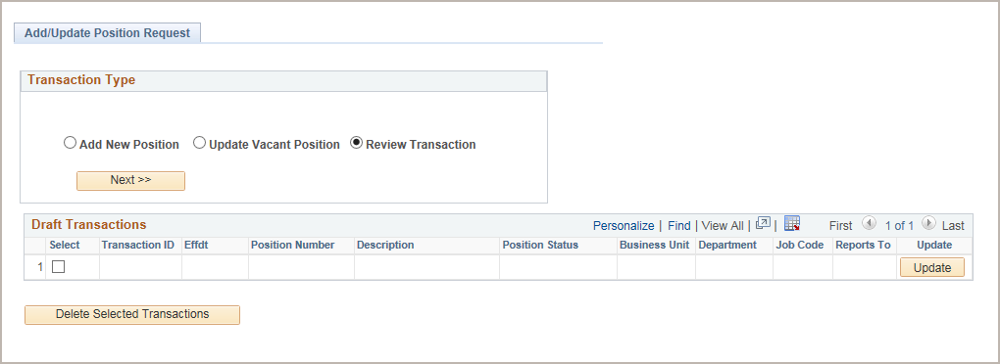 Add/Update Position Request
Transaction Type
Add New Position Update Vacant Position Review Transaction
Next >>
Draft Transactions Personalize | Find | View All | | First 1 of 1 Last
Select Transaction ID Effdt Position Number Description Position Status Business Unit Department Job Code Reports To Update
1 Update
Delete Selected Transactions